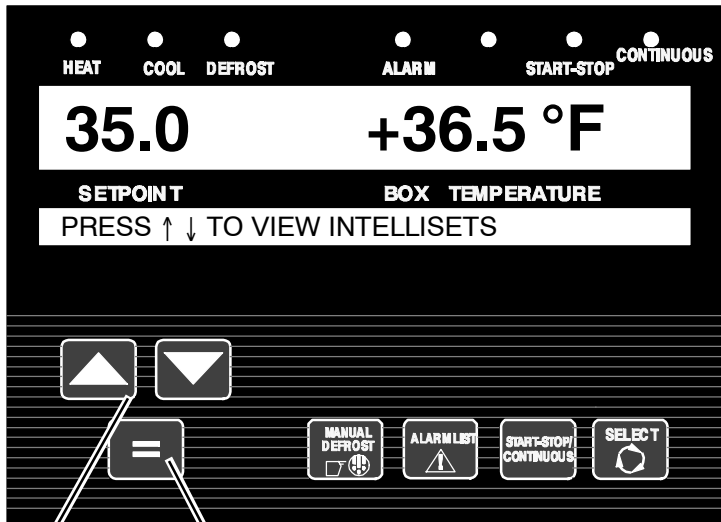 HEAT COOL DEFROST ALARM START-STOP CONTINUOUS
35.0 +36.5 °F
SETPOINT BOX TEMPERATURE
PRESS ↑ ↓ TO VIEW INTELLISETS
=
MANUAL
DEFROST
ALARM LIST
START-STOP/
CONTINUOUS
SELECT